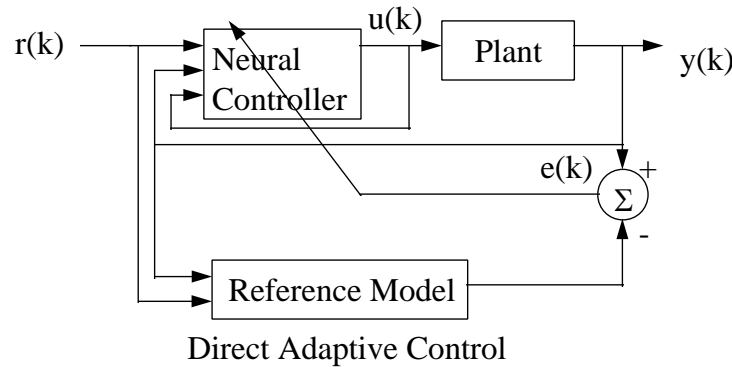 r(k)
Neural
Controller
u(k)
Plant
y(k)
e(k)
+
Σ
-
Reference Model
Direct Adaptive Control